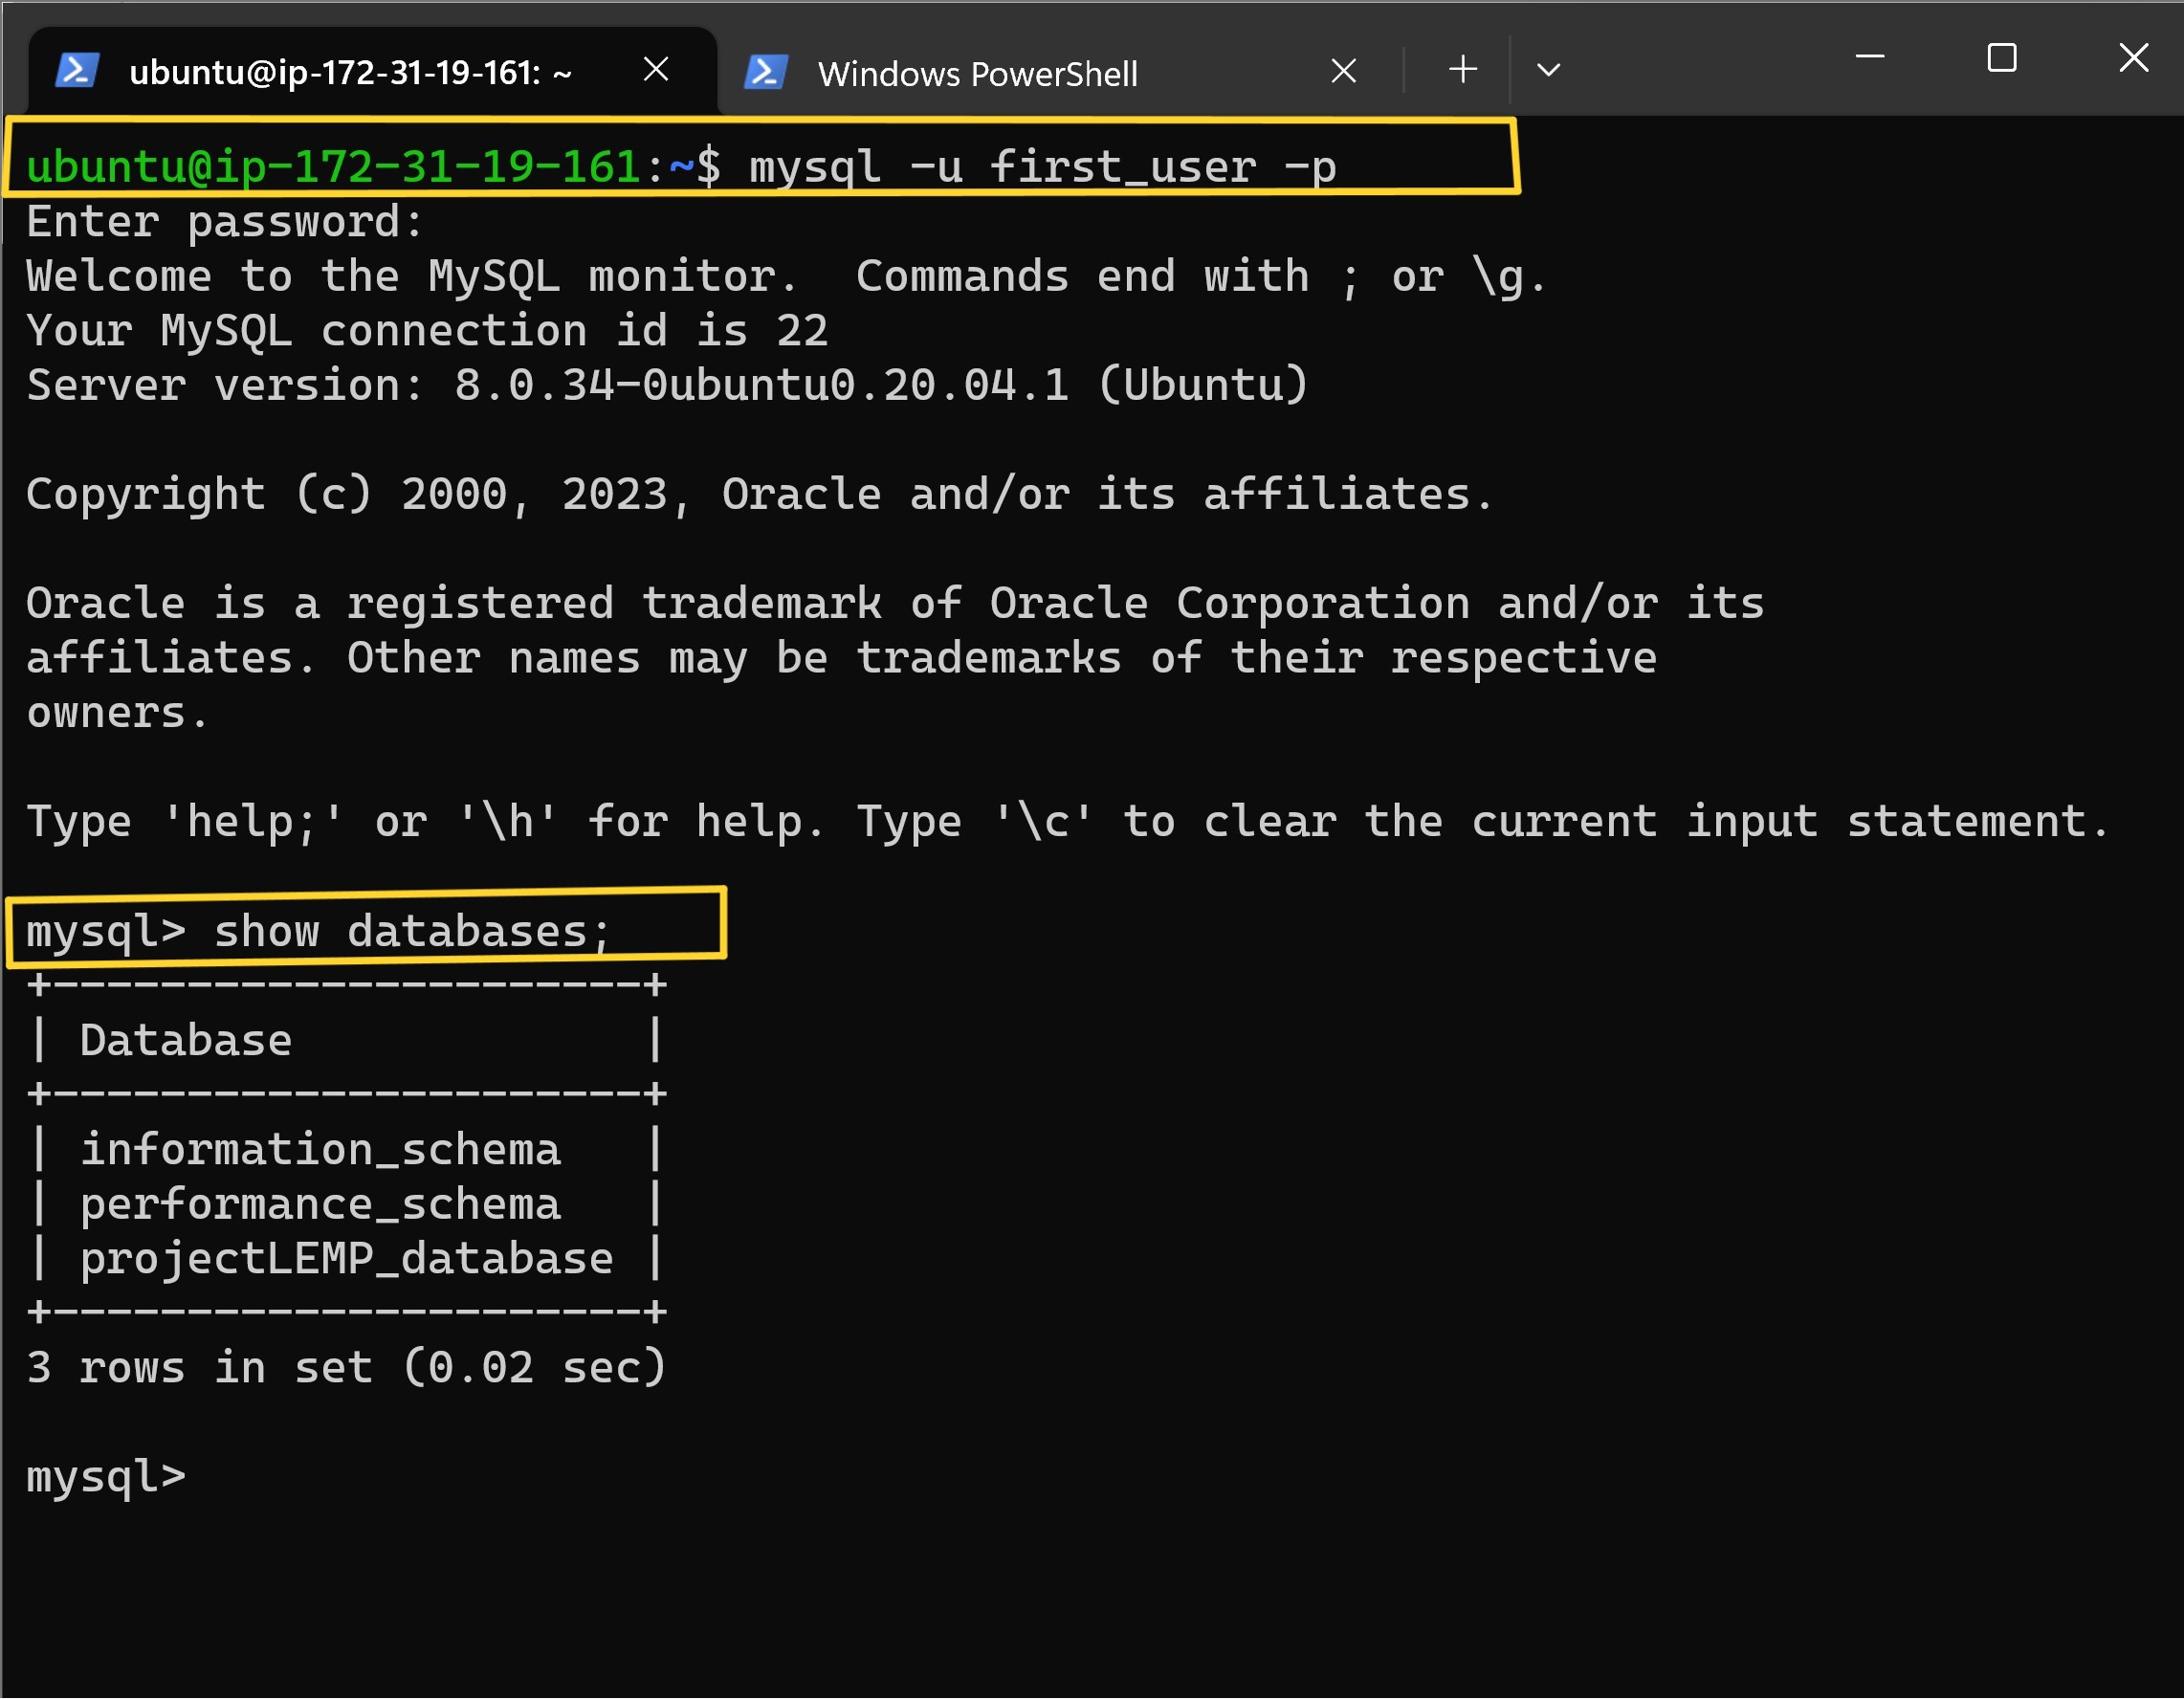 ubuntu@ip-172-31-19-161: ~
Windows PowerShell
ubuntu@ip-172-31-19-161:~$ mysql -u first_user -p
Enter password:
Welcome to the MySQL monitor.  Commands end with ; or \g.
Your MySQL connection id is 22
Server version: 8.0.34-0ubuntu0.20.04.1 (Ubuntu)
Copyright (c) 2000, 2023, Oracle and/or its affiliates.
Oracle is a registered trademark of Oracle Corporation and/or its
affiliates. Other names may be trademarks of their respective
owners.
Type 'help;' or '\h' for help. Type '\c' to clear the current input statement.
mysql> show databases;
+----------------------+
| Database             |
+----------------------+
| information_schema   |
| performance_schema   |
| projectLEMP_database |
+----------------------+
3 rows in set (0.02 sec)
mysql>